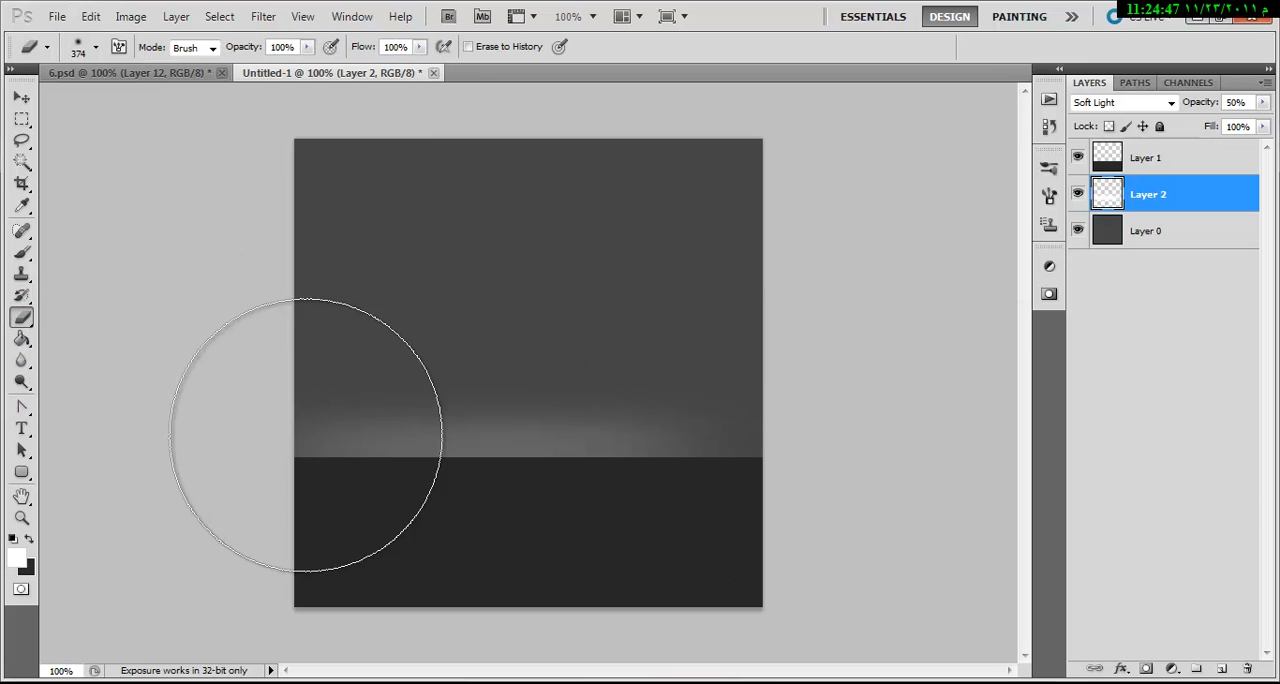 م ١١/٢٣/٢٠١١ 11:24:47
Ps File Edit Image Layer Select Filter View Window Help Br Mb 100% ESSENTIALS DESIGN PAINTING
374 Mode: Brush Opacity: 100% Flow: 100% Erase to History
6.psd @ 100% (Layer 12, RGB/8) * Untitled-1 @ 100% (Layer 2, RGB/8) *
LAYERS PATHS CHANNELS
Soft Light Opacity: 50%
Lock: Fill: 100%
Layer 1
Layer 2
Layer 0
100% Exposure works in 32-bit only